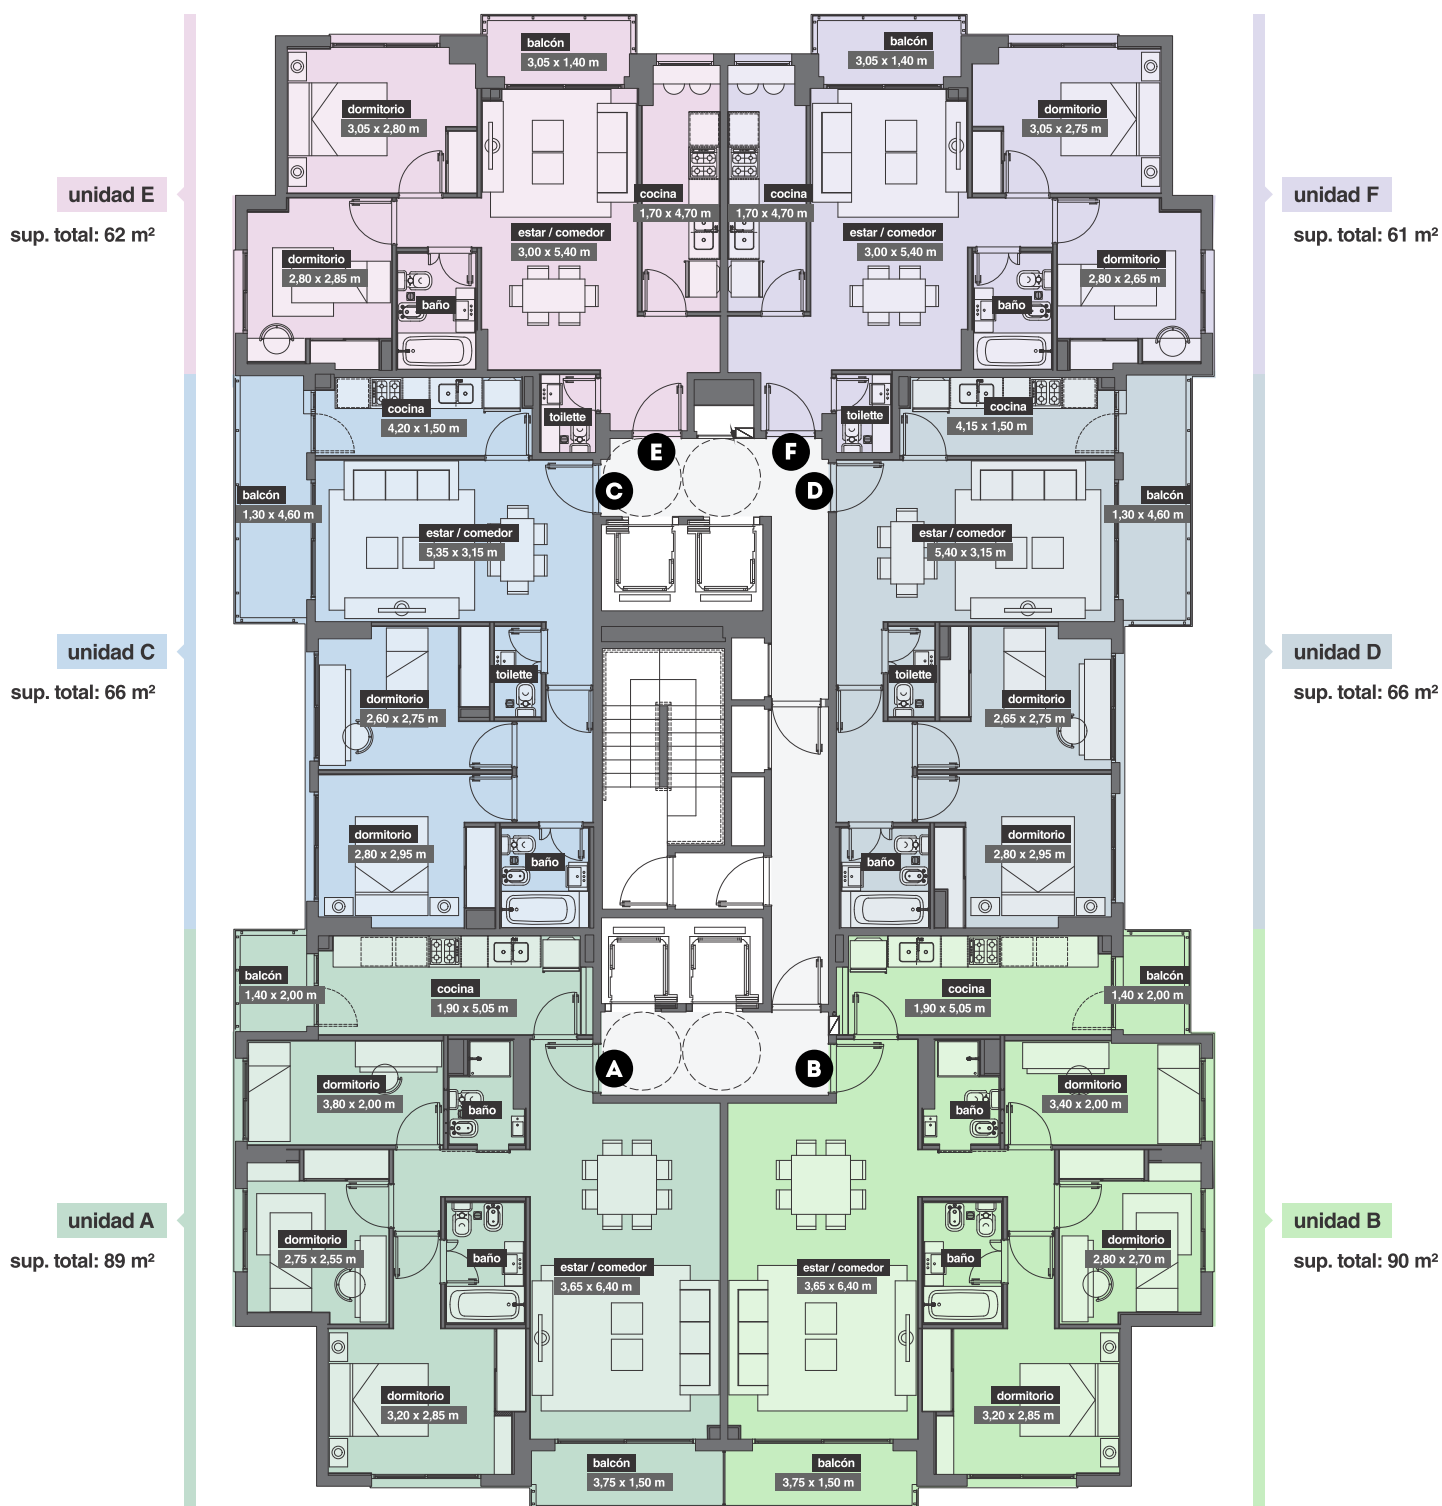 balcón
3,05 x 1,40 m
balcón
3,05 x 1,40 m
dormitorio
3,05 x 2,80 m
dormitorio
3,05 x 2,75 m
unidad E
sup. total: 62 m²
cocina
1,70 x 4,70 m
cocina
1,70 x 4,70 m
unidad F
sup. total: 61 m²
estar / comedor
3,00 x 5,40 m
estar / comedor
3,00 x 5,40 m
dormitorio
2,80 x 2,85 m
dormitorio
2,80 x 2,65 m
baño
baño
cocina
4,20 x 1,50 m
toilette
toilette
cocina
4,15 x 1,50 m
E
F
C
D
balcón
1,30 x 4,60 m
balcón
1,30 x 4,60 m
estar / comedor
5,35 x 3,15 m
estar / comedor
5,40 x 3,15 m
unidad C
sup. total: 66 m²
toilette
toilette
unidad D
sup. total: 66 m²
dormitorio
2,60 x 2,75 m
dormitorio
2,65 x 2,75 m
dormitorio
2,80 x 2,95 m
dormitorio
2,80 x 2,95 m
baño
baño
balcón
1,40 x 2,00 m
cocina
1,90 x 5,05 m
cocina
1,90 x 5,05 m
balcón
1,40 x 2,00 m
A
B
dormitorio
3,80 x 2,00 m
baño
baño
dormitorio
3,40 x 2,00 m
unidad A
sup. total: 89 m²
unidad B
sup. total: 90 m²
dormitorio
2,75 x 2,55 m
baño
baño
dormitorio
2,80 x 2,70 m
estar / comedor
3,65 x 6,40 m
estar / comedor
3,65 x 6,40 m
dormitorio
3,20 x 2,85 m
dormitorio
3,20 x 2,85 m
balcón
3,75 x 1,50 m
balcón
3,75 x 1,50 m